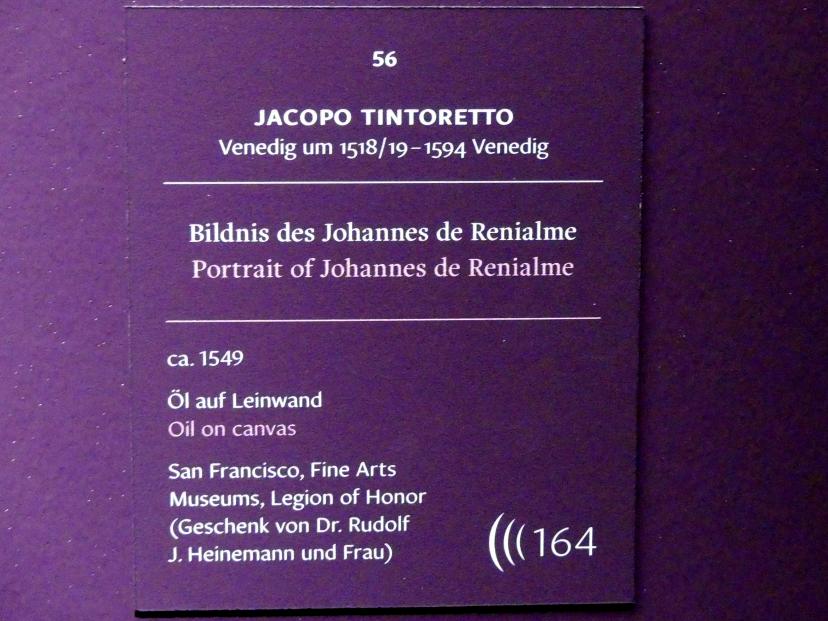 56
JACOPO TINTORETTO
Venedig um 1518/19–1594 Venedig
Bildnis des Johannes de Renialme
Portrait of Johannes de Renialme
ca. 1549
Öl auf Leinwand
Oil on canvas
San Francisco, Fine Arts
Museums, Legion of Honor
(Geschenk von Dr. Rudolf
J. Heinemann und Frau)
164